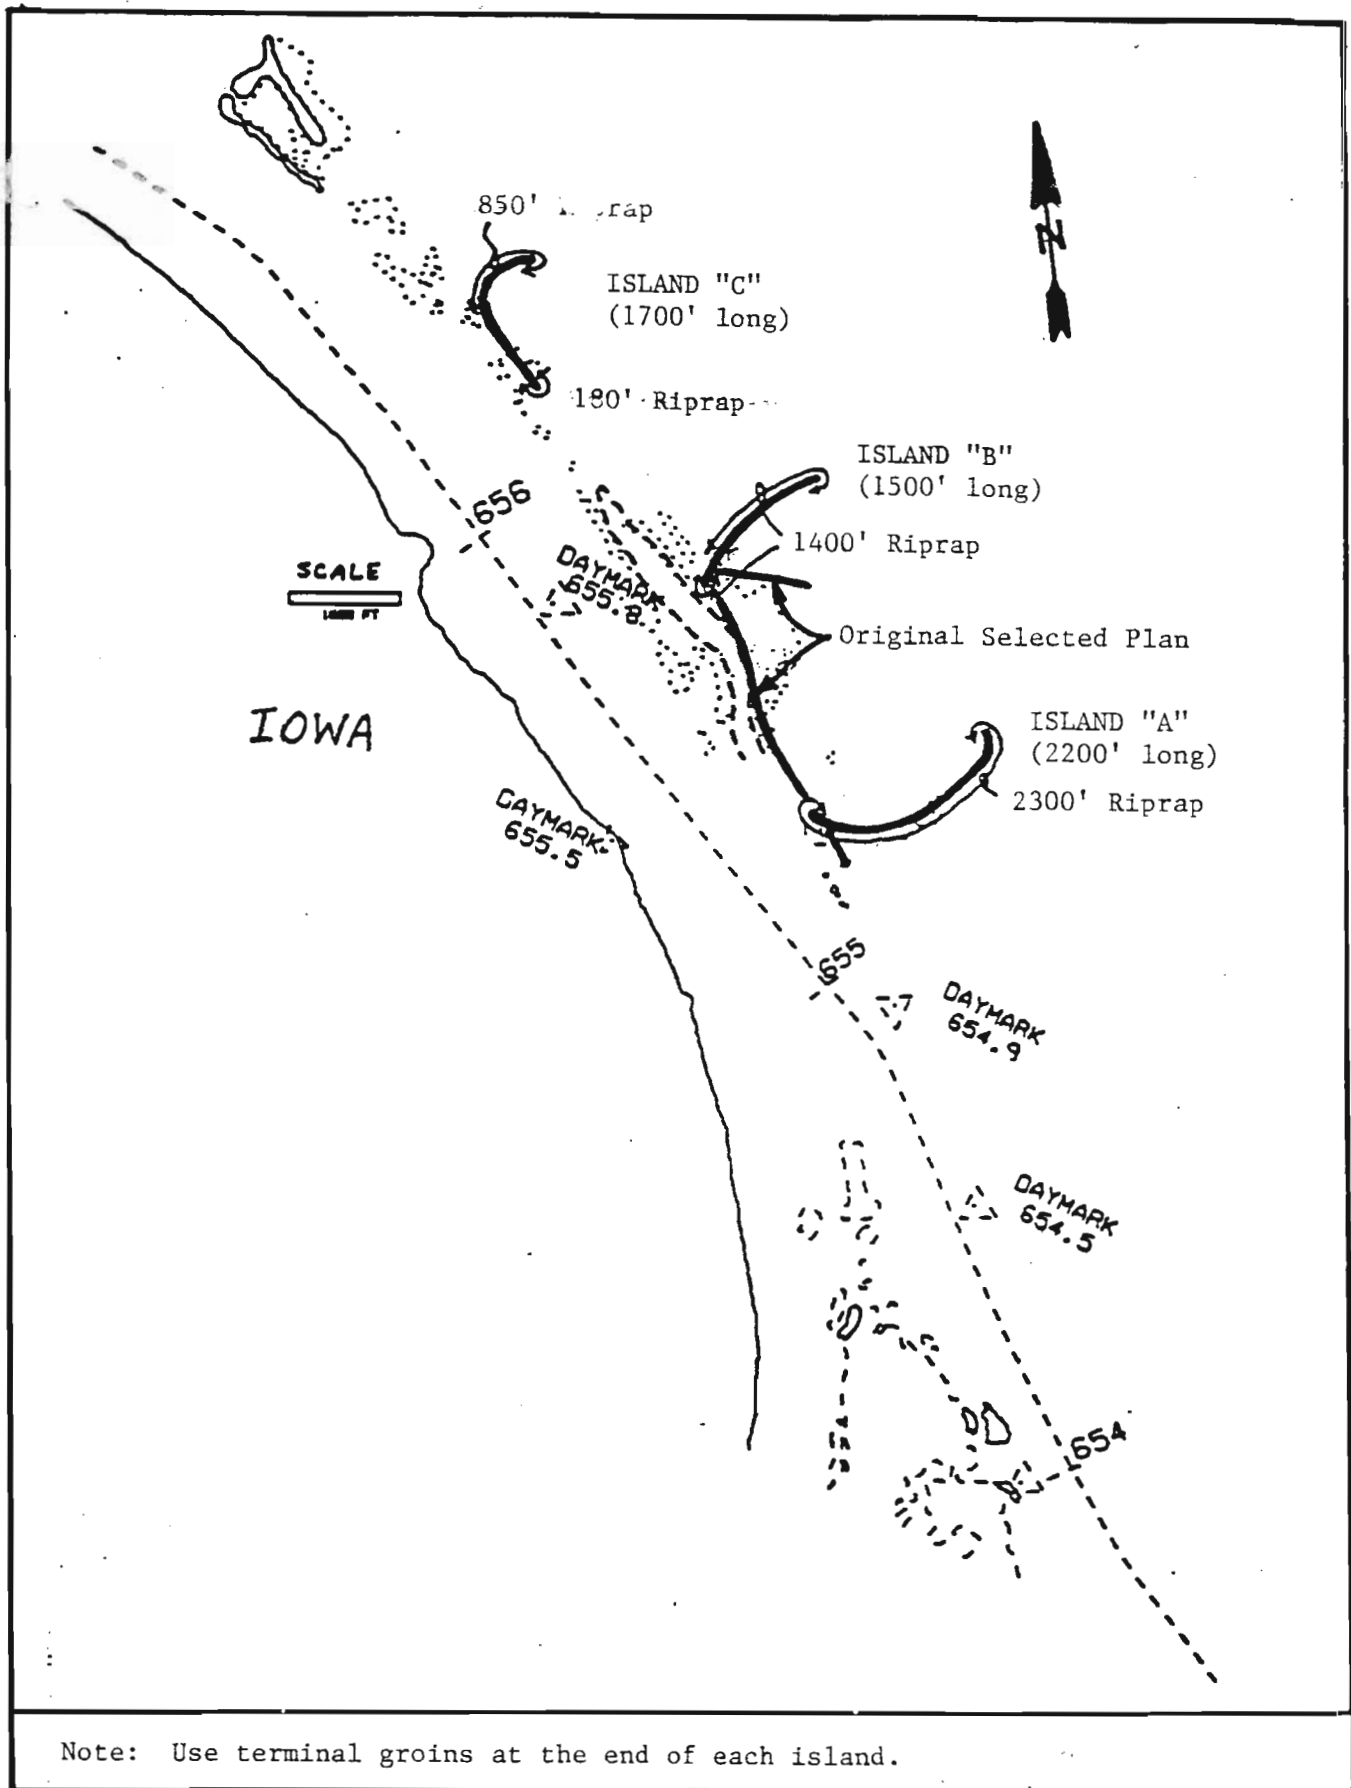 850'
ISLAND "C"
(1700' long)
180' Riprap
N
ISLAND "B"
(1500' long)
656
1400' Riprap
DAYMARK
655.8
SCALE
FT
Original Selected Plan
IOWA
ISLAND "A"
(2200' long)
2300' Riprap
DAYMARK
655.5
655
DAYMARK
654.9
DAYMARK
654.5
654
Note: Use terminal groins at the end of each island.